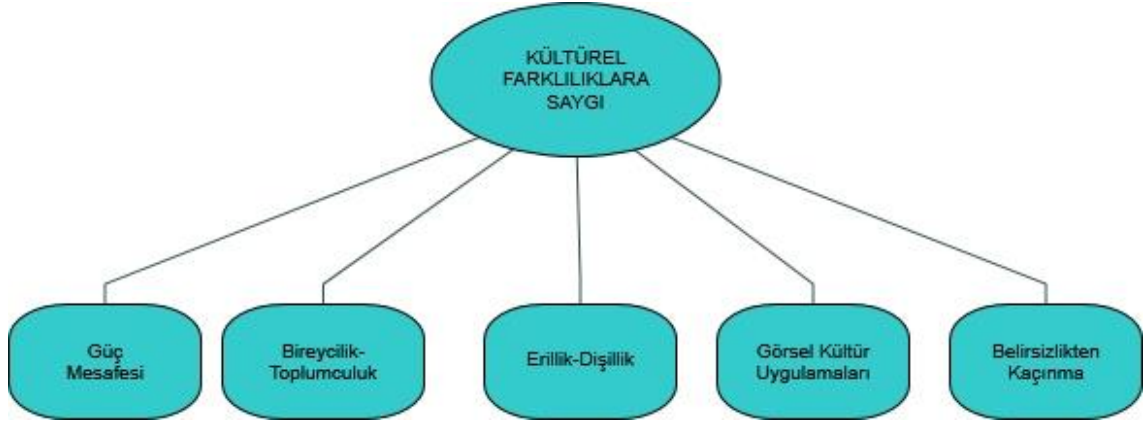 KÜLTÜREL
FARKLILIKLARA
SAYGI
Güç
Mesafesi
Bireycilik-
Toplumculuk
Erillik-Dişillik
Görsel Kültür
Uygulamaları
Belirsizlikten
Kaçınma